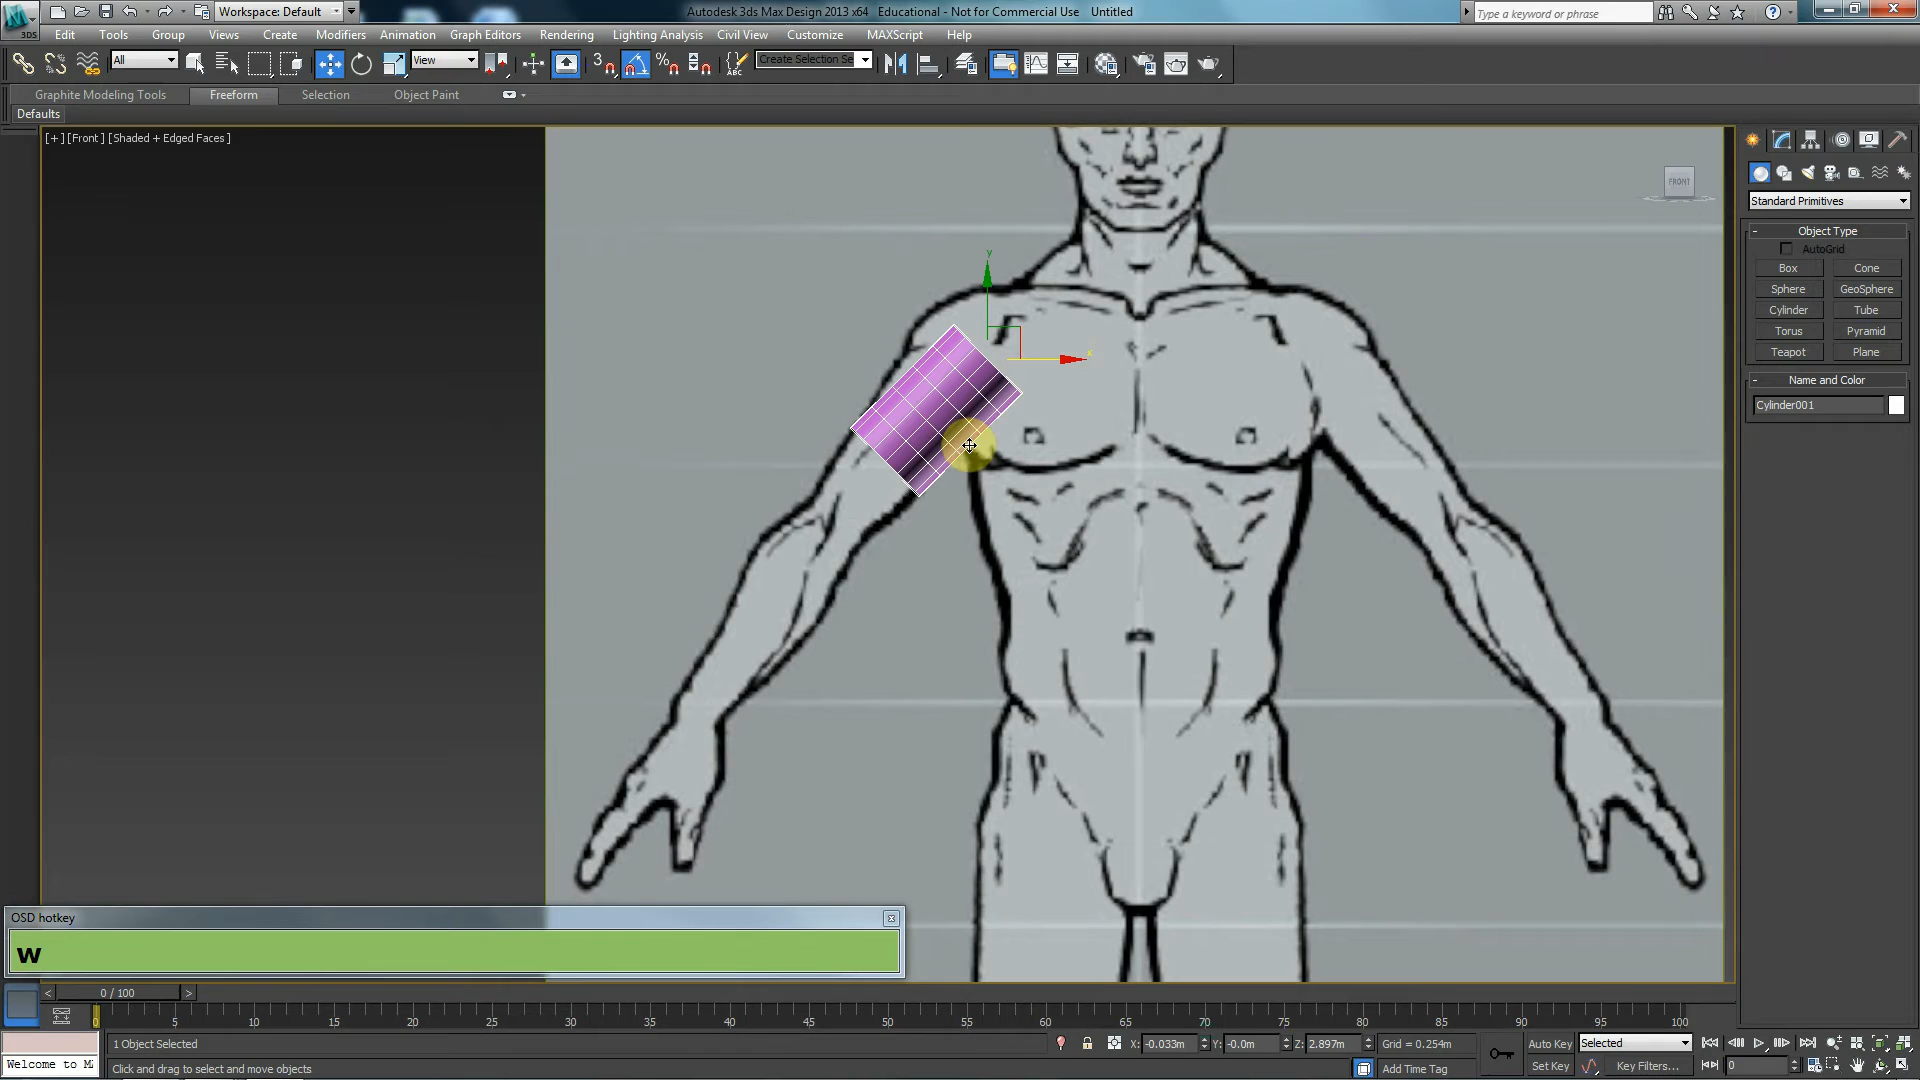 Workspace: Default
Autodesk 3ds Max Design 2013 x64 Educational - Not for Commercial Use Untitled
Type a keyword or phrase
3DS
Edit Tools Group Views Create Modifiers Animation Graph Editors Rendering Lighting Analysis Civil View Customize MAXScript Help
All
View
3
%
ABC
Create Selection Se
Graphite Modeling Tools Freeform Selection Object Paint
Defaults
[ + ] [ Front ] [ Shaded + Edged Faces ]
FRONT
y
x
Standard Primitives
- Object Type
AutoGrid
Box Cone
Sphere GeoSphere
Cylinder Tube
Torus Pyramid
Teapot Plane
- Name and Color
Cylinder001
OSD hotkey
w
< 0 / 100 >
5 10 15 20 25 30 35 40 45 50 55 60 65 70 75 80 85 90 95 100
1 Object Selected
X: -0.033m Y: -0.0m Z: 2.897m Grid = 0.254m
Auto Key Selected
Welcome to M
Click and drag to select and move objects
Add Time Tag
Set Key Key Filters... 0